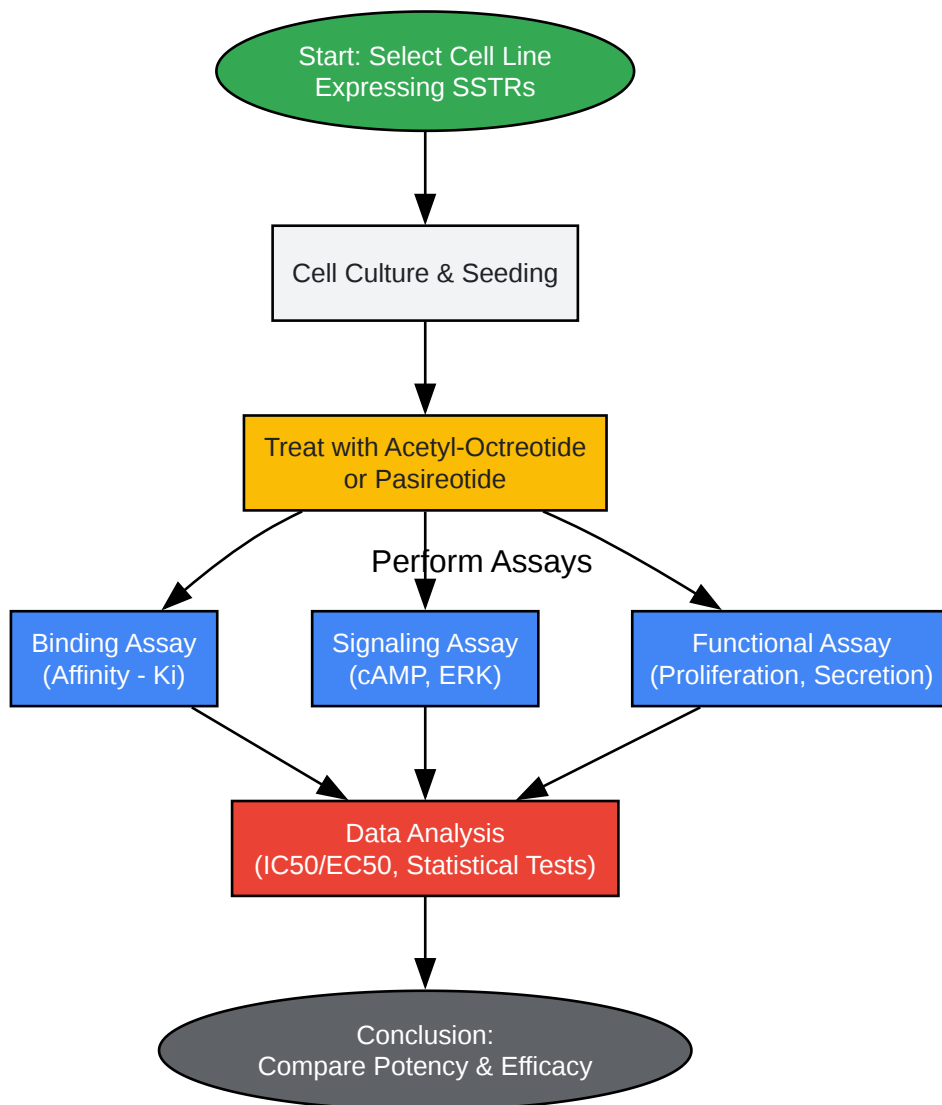 Start: Select Cell Line
Expressing SSTRs
Cell Culture & Seeding
Treat with Acetyl-Octreotide
or Pasireotide
Perform Assays
Binding Assay
(Affinity - Ki)
Signaling Assay
(cAMP, ERK)
Functional Assay
(Proliferation, Secretion)
Data Analysis
(IC50/EC50, Statistical Tests)
Conclusion:
Compare Potency & Efficacy